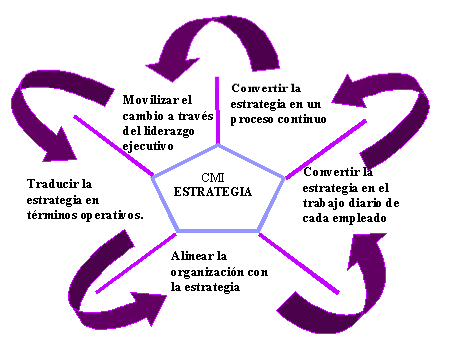 Movilizar el
cambio a través
del liderazgo
ejecutivo
Convertir la
estrategia en un
proceso continuo
Traducir la
estrategia en
términos operativos.
CMI
ESTRATEGIA
Convertir la
estrategia en el
trabajo diario de
cada empleado
Alinear la
organización con
la estrategia